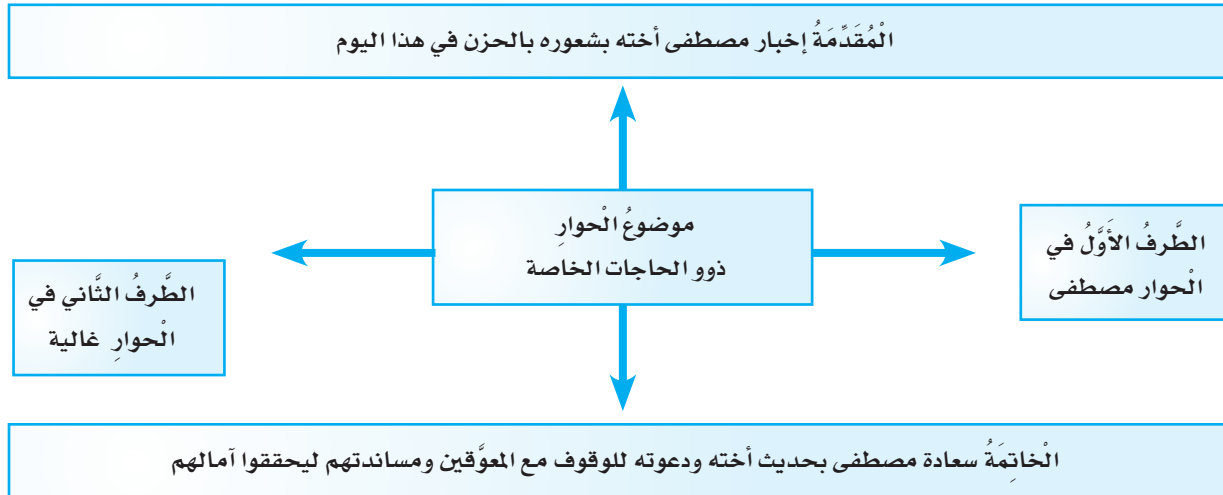 الْمُقَدِّمَةُ إخبار مصطفى أخته بشعوره بالحزن في هذا اليوم
موضوعُ الْحوارِ
ذوو الحاجات الخاصة
الطَّرفُ الأَوَّلُ في
الْحوار مصطفى
الطَّرفُ الثَّاني في
الْحوارِ غالية
الْخاتِمَةُ سعادة مصطفى بحديث أخته ودعوته للوقوف مع المعوَّقين ومساندتهم ليحققوا آمالهم